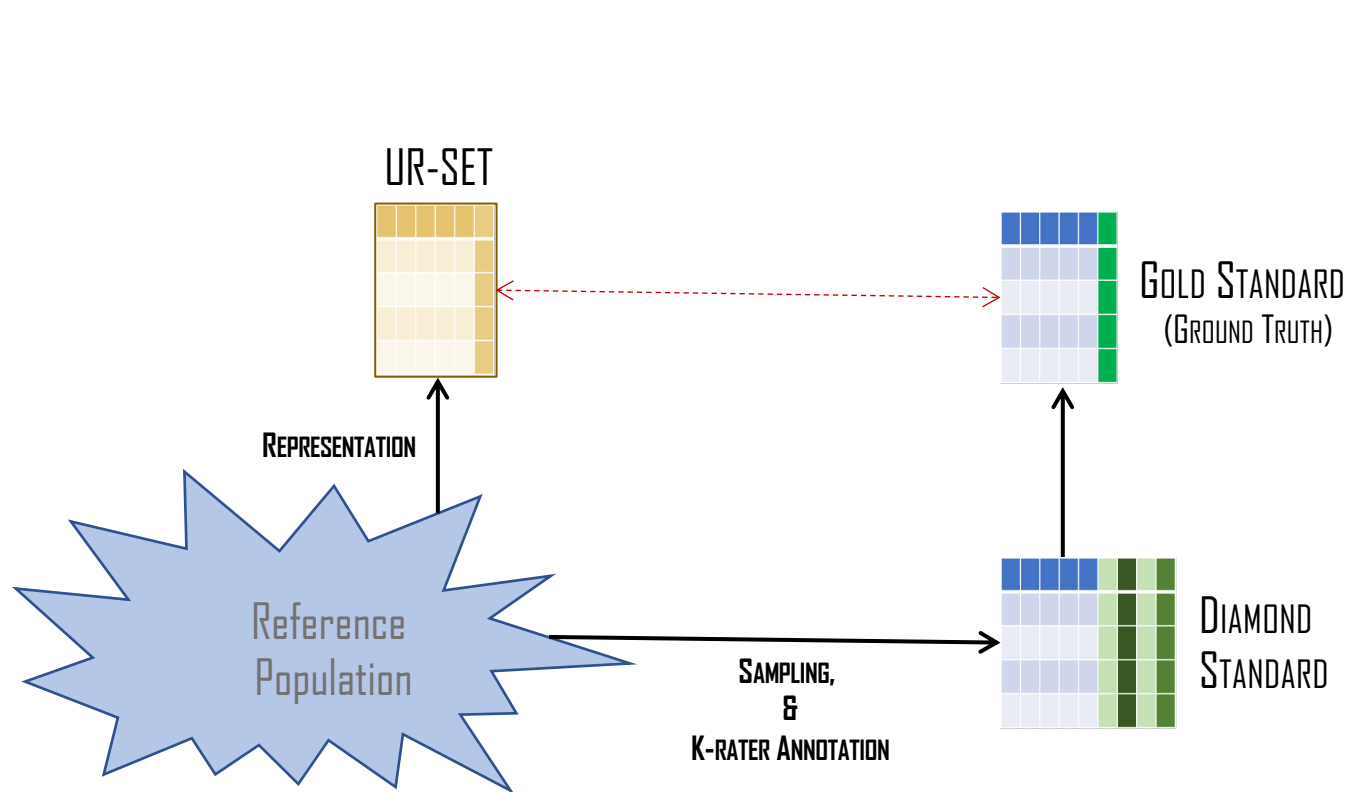 UR-SET
GOLD STANDARD
(GROUND TRUTH)
REPRESENTATION
Reference
Population
DIAMOND
STANDARD
SAMPLING,
&
K-RATER ANNOTATION